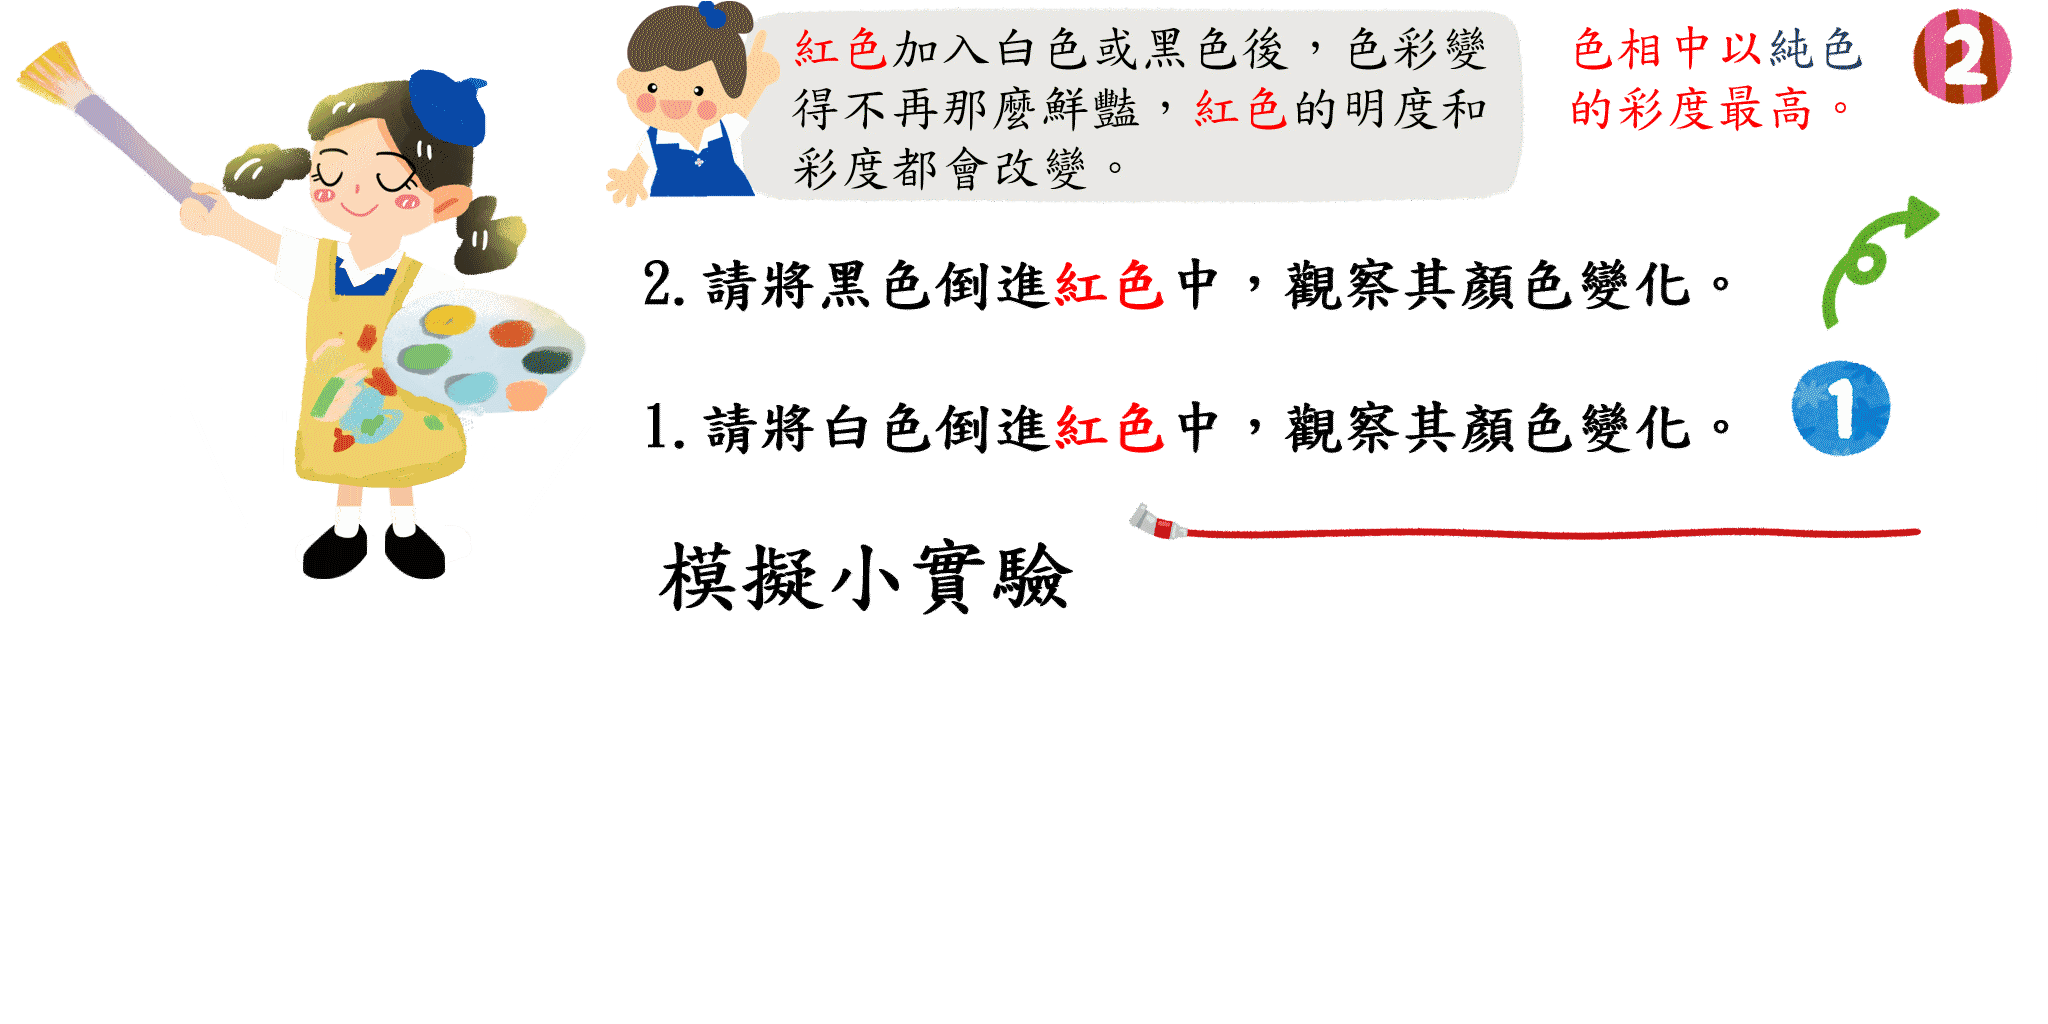 紅色加入白色或黑色後，色彩變
得不再那麼鮮豔，紅色的明度和
彩度都會改變。
色相中以純色
的彩度最高。
2
2.請將黑色倒進紅色中，觀察其顏色變化。
1.請將白色倒進紅色中，觀察其顏色變化。
1
模擬小實驗